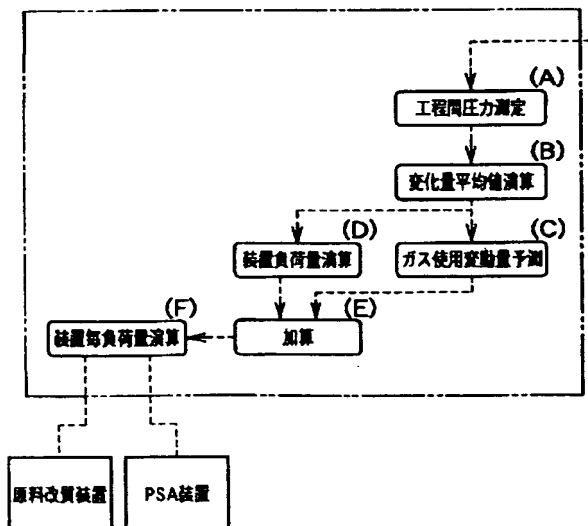 (A)
工程間圧力測定
(B)
変化量平均値演算
(D)
(C)
装置負荷量演算
ガス使用変動量予測
(F)
(E)
装置毎負荷量演算
加算
原料改質装置
PSA装置